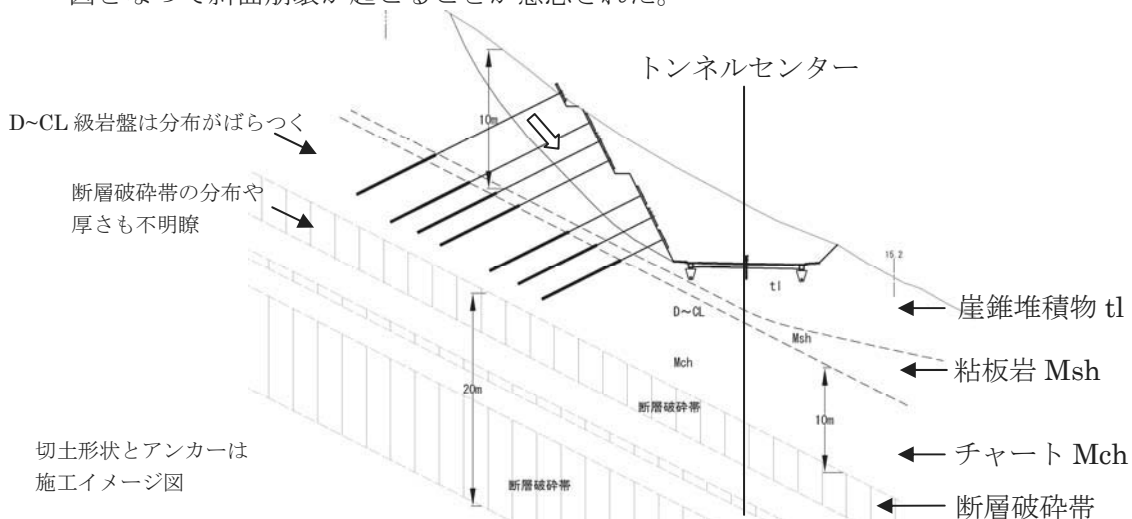 因となって斜面崩壊が起こることが懸念された。
トンネルセンター
D~CL 級岩盤は分布がばらつく
10m
断層破砕帯の分布や
厚さも不明瞭
15.2
tl
崖錐堆積物 tl
D～CL
Msh
粘板岩 Msh
Mch
20m
断層破砕帯
10m
切土形状とアンカーは
施工イメージ図
チャート Mch
断層破砕帯
断層破砕帯